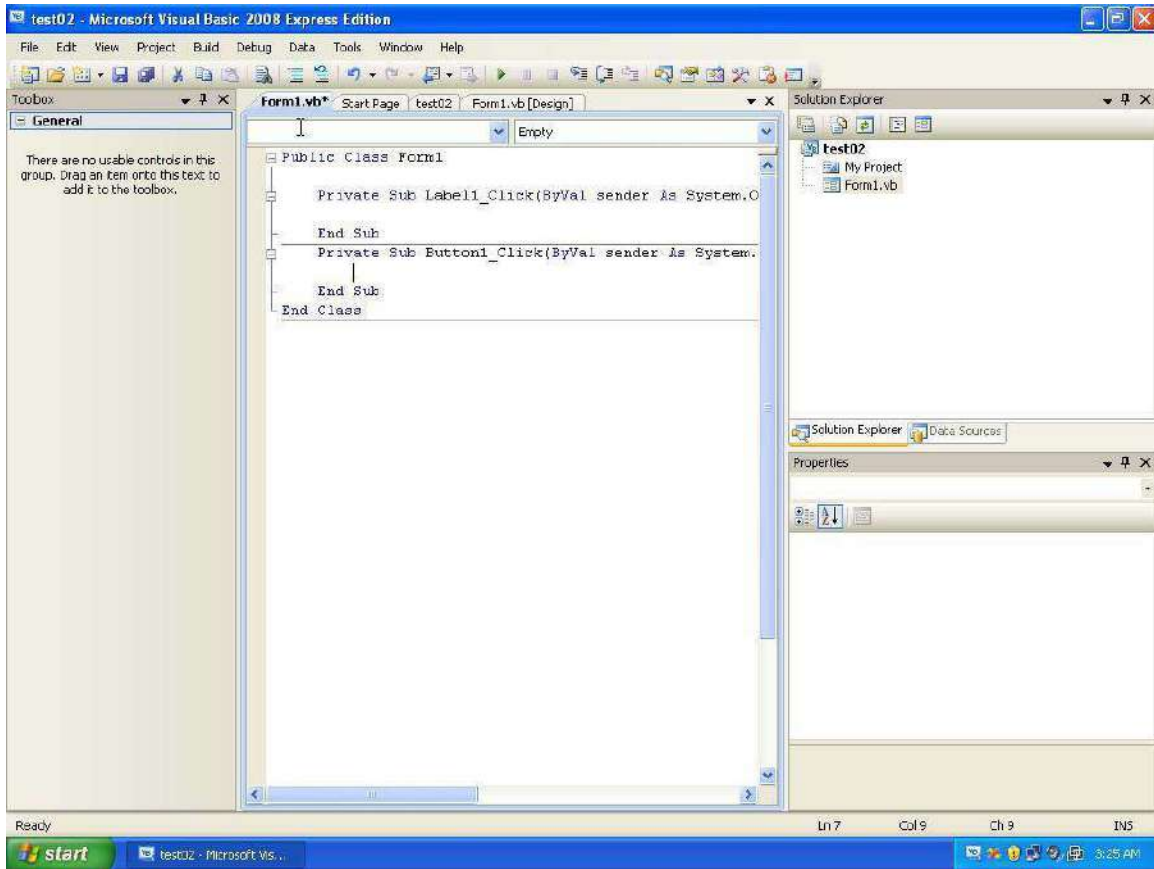 test02 - Microsoft Visual Basic 2008 Express Edition
File Edit View Project Build Debug Data Tools Window Help
Toolbox
General
There are no usable controls in this
group. Drag an item onto this text to
add it to the toolbox.
Form1.vb* Start Page test02 Form1.vb [Design]
Empty
Public Class Form1
Private Sub Label1_Click(ByVal sender As System.O
End Sub
Private Sub Button1_Click(ByVal sender As System.
End Sub
End Class
Solution Explorer
test02
My Project
Form1.vb
Solution Explorer Data Sources
Properties
Ready Ln 7 Col 9 Ch 9 INS
start test02 - Microsoft Vis... 3:25 AM